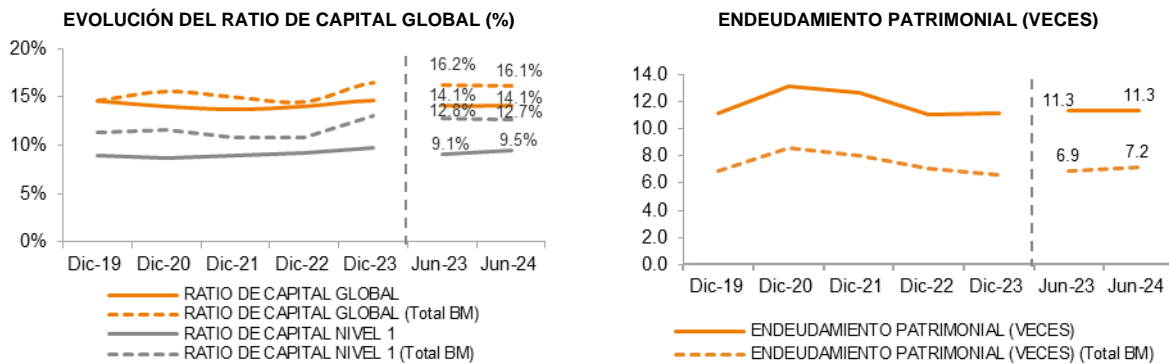 EVOLUCIÓN DEL RATIO DE CAPITAL GLOBAL (%)
20%
15%
10%
5%
0%
16.2%
16.1%
14.1%
14.1%
12.8%
12.7%
9.1%
9.5%
Dic-19 Dic-20 Dic-21 Dic-22 Dic-23 Jun-23 Jun-24
RATIO DE CAPITAL GLOBAL
RATIO DE CAPITAL GLOBAL (Total BM)
RATIO DE CAPITAL NIVEL 1
RATIO DE CAPITAL NIVEL 1 (Total BM)
ENDEUDAMIENTO PATRIMONIAL (VECES)
14.0
12.0
10.0
8.0
6.0
4.0
2.0
0.0
11.3
11.3
6.9
7.2
Dic-19 Dic-20 Dic-21 Dic-22 Dic-23 Jun-23 Jun-24
ENDEUDAMIENTO PATRIMONIAL (VECES)
ENDEUDAMIENTO PATRIMONIAL (VECES) (Total BM)